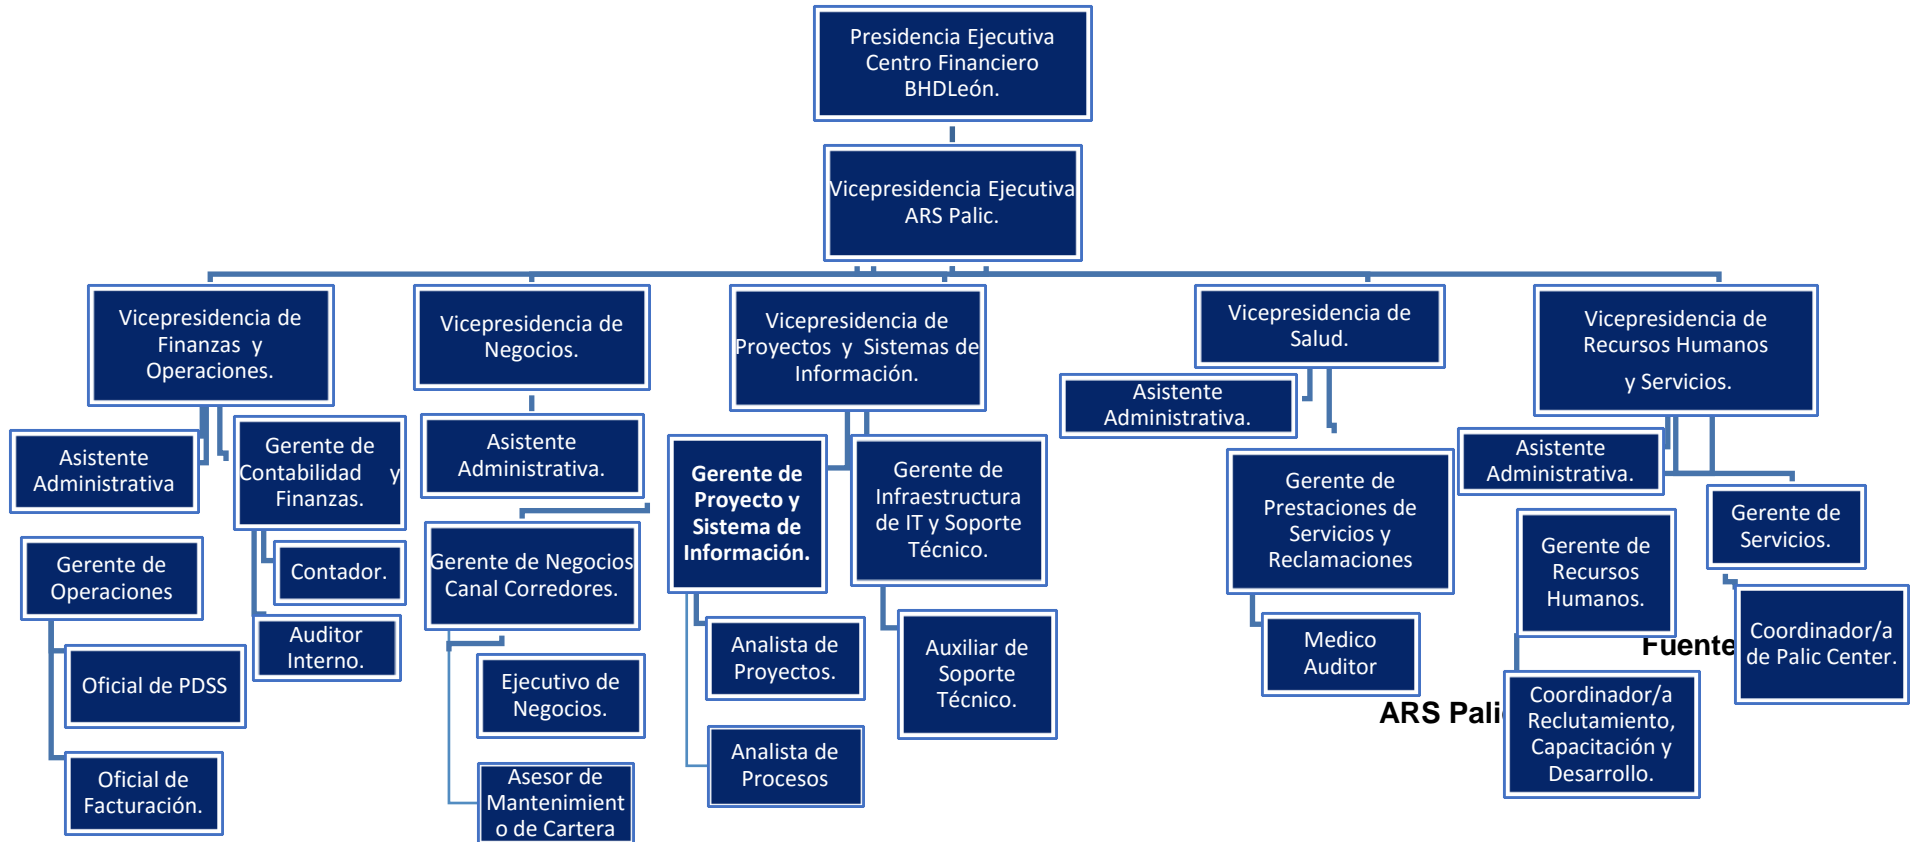 Presidencia Ejecutiva
Centro Financiero
BHDLeón.
Vicepresidencia Ejecutiva
ARS Palic.
Vicepresidencia de
Finanzas y
Operaciones.
Vicepresidencia de
Negocios.
Vicepresidencia de
Proyectos y Sistemas de
Información.
Vicepresidencia de
Salud.
Vicepresidencia de
Recursos Humanos
y Servicios.
Asistente
Administrativa
Gerente de
Contabilidad y
Finanzas.
Gerente de
Operaciones
Contador.
Auditor
Interno.
Oficial de PDSS
Oficial de
Facturación.
Asistente
Administrativa.
Gerente de Negocios
Canal Corredores.
Ejecutivo de
Negocios.
Asesor de
Mantenimient
o de Cartera
Gerente de
Proyecto y
Sistema de
Información.
Gerente de
Infraestructura
de IT y Soporte
Técnico.
Analista de
Proyectos.
Analista de
Procesos
Auxiliar de
Soporte
Técnico.
Asistente
Administrativa.
Gerente de
Prestaciones de
Servicios y
Reclamaciones
Medico
Auditor
Asistente
Administrativa.
Gerente de
Recursos
Humanos.
Gerente de
Servicios.
Coordinador/a
de Palic Center.
Coordinador/a
Reclutamiento,
Capacitación y
Desarrollo.
Fuente
ARS Pali